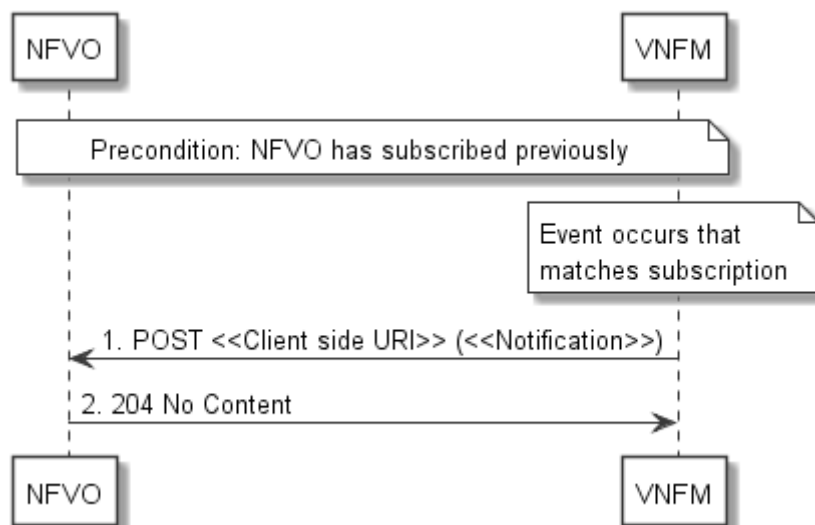 NFVO
VNFM
Precondition: NFVO has subscribed previously
Event occurs that
matches subscription
1. POST <<Client side URI>> (<<Notification>>)
2. 204 No Content
NFVO
VNFM